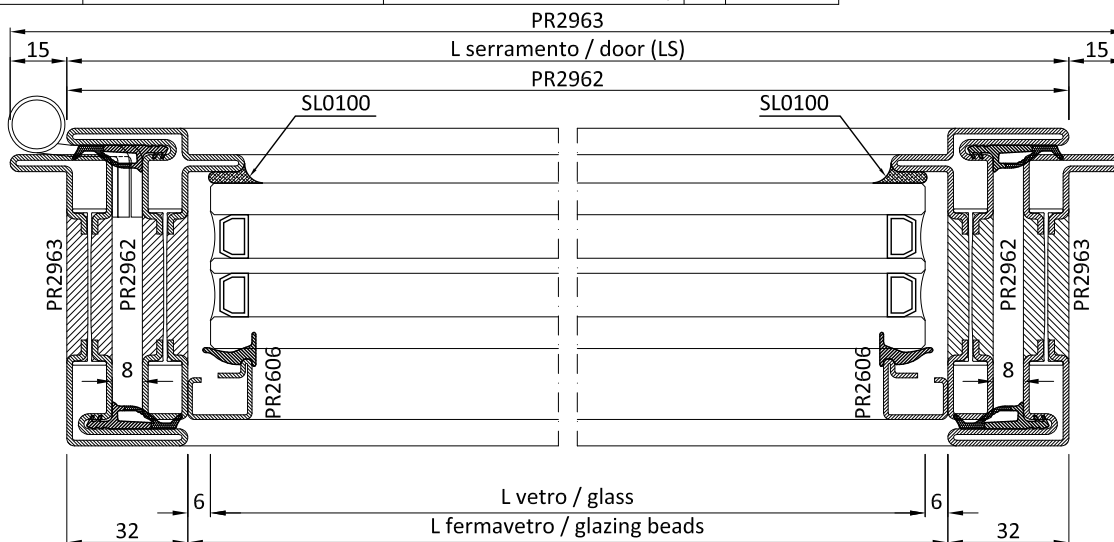 PR2963
15
L serramento / door (LS)
15
PR2962
SL0100
SL0100
PR2963
PR2962
PR2962
PR2963
8
PR2606
PR2606
8
6
L vetro / glass
6
32
L fermavetro / glazing beads
32